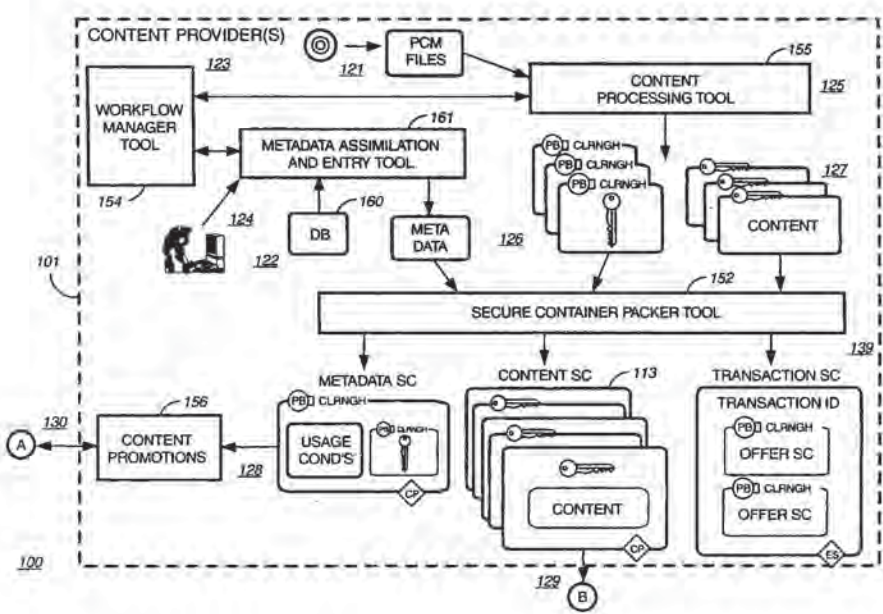 CONTENT PROVIDER(S)
121
PCM
FILES
155
CONTENT
PROCESSING TOOL
125
123
WORKFLOW
MANAGER
TOOL
154
161
METADATA ASSIMILATION
AND ENTRY TOOL
124
122
DB
160
META
DATA
126
PB CLRNGH
PB CLRNGH
PB CLRNGH
127
CONTENT
101
152
SECURE CONTAINER PACKER TOOL
139
METADATA SC
PB CLRNGH
USAGE
COND'S
PB CLRNGH
CP
CONTENT SC
113
CONTENT
CP
TRANSACTION SC
TRANSACTION ID
PB CLRNGH
OFFER SC
PB CLRNGH
OFFER SC
ES
A
130
156
CONTENT
PROMOTIONS
128
100
129
B